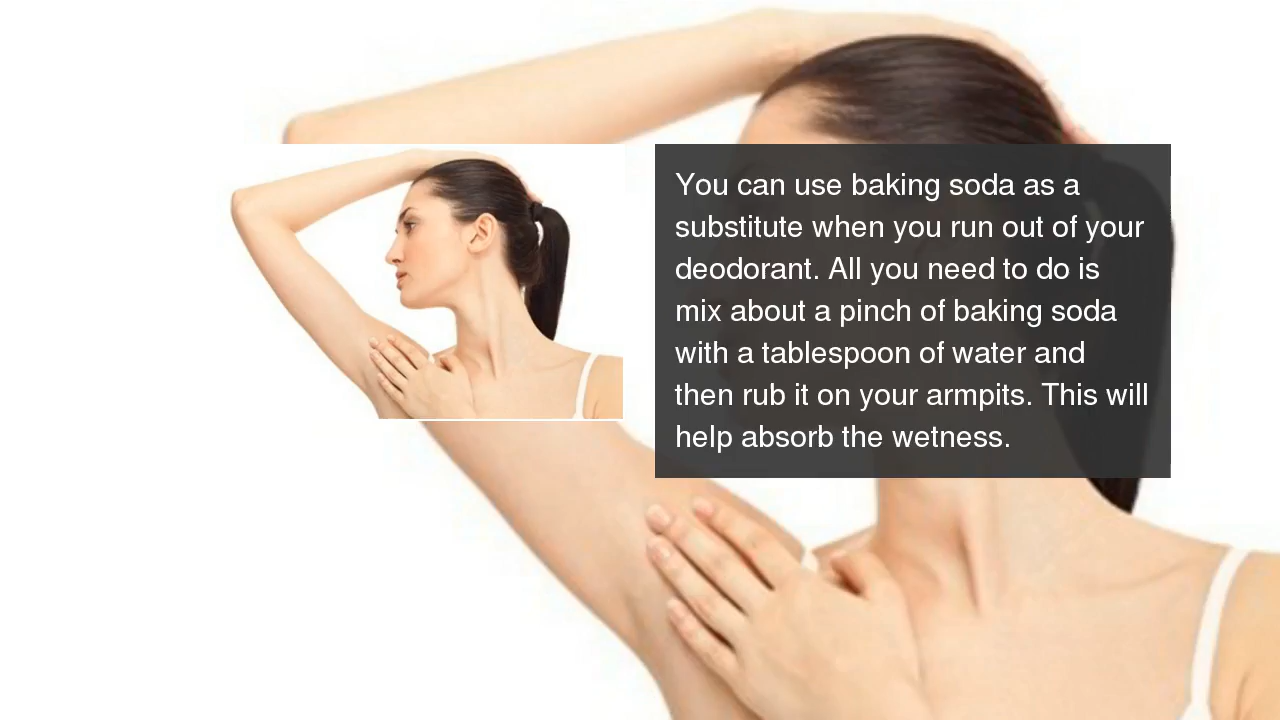 You can use baking soda as a
substitute when you run out of your
deodorant. All you need to do is
mix about a pinch of baking soda
with a tablespoon of water and
then rub it on your armpits. This will
help absorb the wetness.